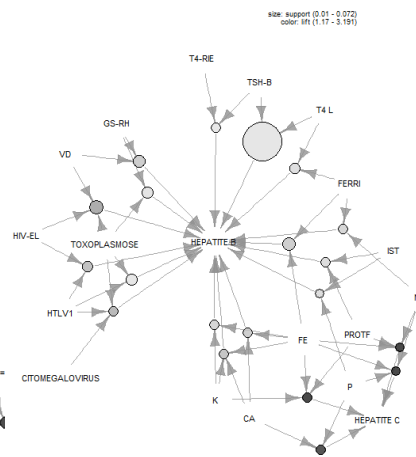 size: support (0.01 - 0.072)
color: lift (1.17 - 3.191)
T4-RIE
TSH-B
T4 L
GS-RH
VD
FERRI
HIV-EL
TOXOPLASMOSE
HEPATITE B
IST
HTLV1
FE
PROTF
CITOMEGALOVIRUS
P
K
CA
HEPATITE C